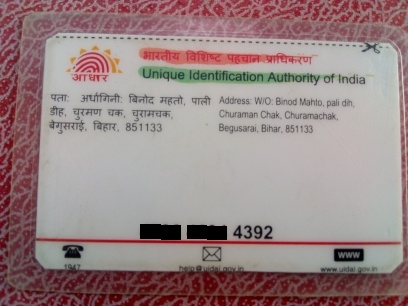 भारतीय विशिष्ट पहचान प्राधिकरण
आधार
Unique Identification Authority of India
पता: अर्धांगिनी: बिनोद महतो, पाली
डीह, चुरमण चक, चुरामचक,
बेगुसराई, बिहार, 851133
Address: W/O: Binod Mahto, pali dih,
Churaman Chak, Churamachak,
Begusarai, Bihar, 851133
4392
1947
help@uidai.gov.in
WWW
www.uidai.gov.in